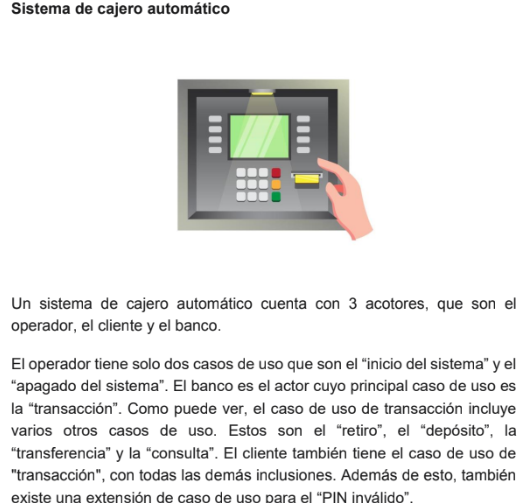 Sistema de cajero automático
Un sistema de cajero automático cuenta con 3 acotores, que son el
operador, el cliente y el banco.
El operador tiene solo dos casos de uso que son el “inicio del sistema” y el
“apagado del sistema”. El banco es el actor cuyo principal caso de uso es
la “transacción”. Como puede ver, el caso de uso de transacción incluye
varios otros casos de uso. Estos son el “retiro”, el “depósito”, la
“transferencia” y la “consulta”. El cliente también tiene el caso de uso de
"transacción", con todas las demás inclusiones. Además de esto, también
existe una extensión de caso de uso para el “PIN inválido”.